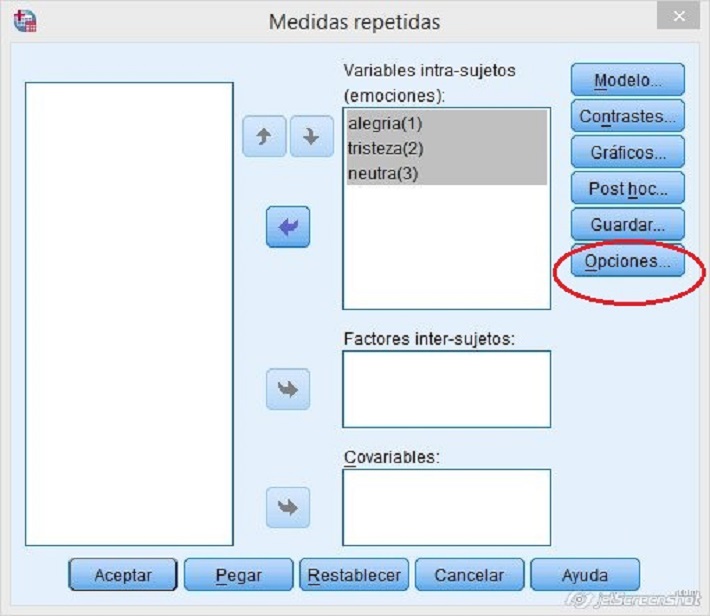 Medidas repetidas
Variables intra-sujetos
(emociones):
alegria(1)
tristeza(2)
neutra(3)
Modelo...
Contrastes...
Gráficos...
Post hoc...
Guardar...
Opciones...
Factores inter-sujetos:
Covariables:
Aceptar
Pegar
Restablecer
Cancelar
Ayuda
jetScreenshot
.com